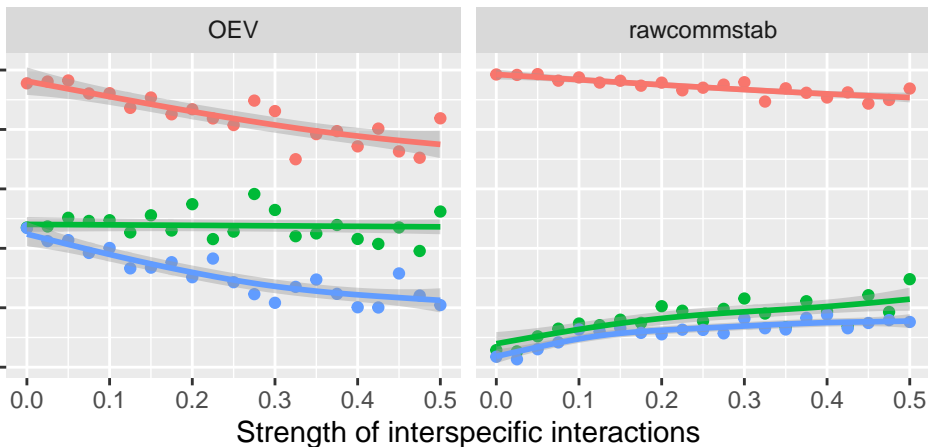 OEV rawcommstab
0.0 0.1 0.2 0.3 0.4 0.5 0.0 0.1 0.2 0.3 0.4 0.5
Strength of interspecific interactions